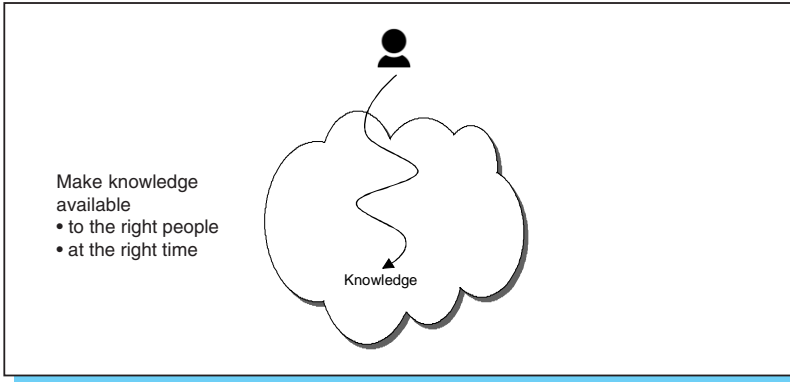 Make knowledge
available
• to the right people
• at the right time
Knowledge